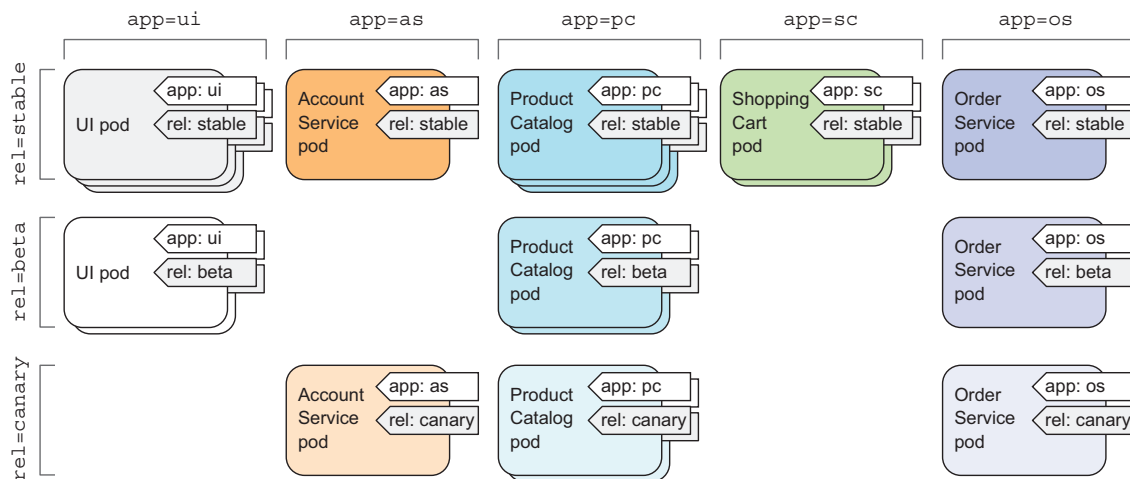 app=ui
app=as
app=pc
app=sc
app=os
rel=stable
UI pod
app: ui
rel: stable
Account
Service
pod
app: as
rel: stable
Product
Catalog
pod
app: pc
rel: stable
Shopping
Cart
pod
app: sc
rel: stable
Order
Service
pod
app: os
rel: stable
rel=beta
UI pod
app: ui
rel: beta
Product
Catalog
pod
app: pc
rel: beta
Order
Service
pod
app: os
rel: beta
rel=canary
Account
Service
pod
app: as
rel: canary
Product
Catalog
pod
app: pc
rel: canary
Order
Service
pod
app: os
rel: canary